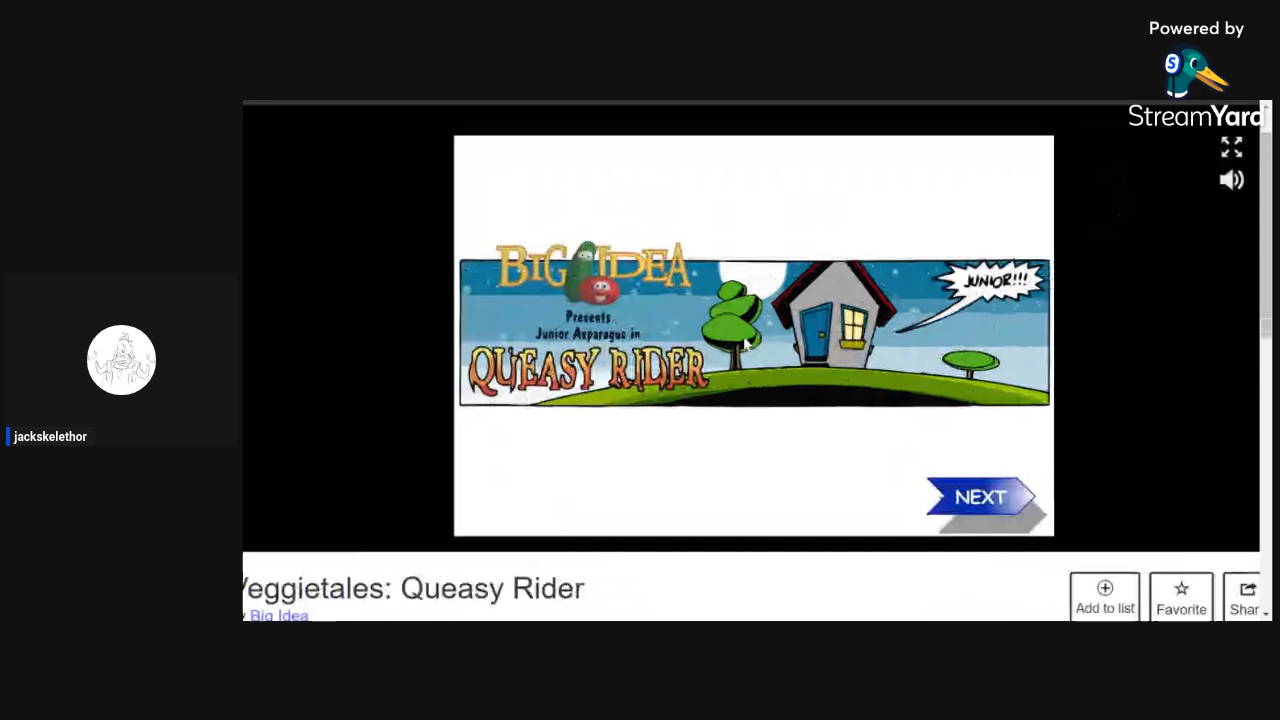 Powered by
StreamYard
BIG IDEA
Presents
Junior Asparagus in
QUEASY RIDER
JUNIOR!!!
NEXT
jackskelethor
Veggietales: Queasy Rider
Big Idea
Add to list
Favorite
Shar